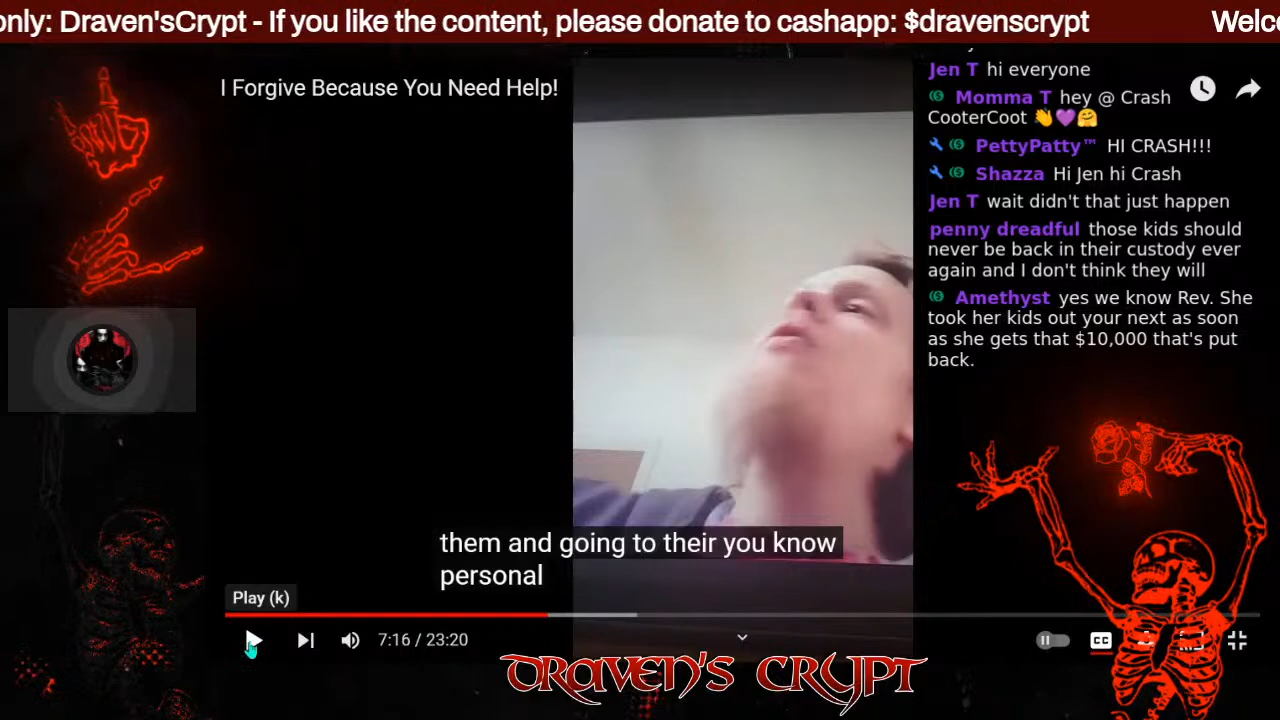 only: Draven'sCrypt - If you like the content, please donate to cashapp: $dravenscrypt Welc
I Forgive Because You Need Help!
Jen T hi everyone
Momma T hey @ Crash
CooterCoot 👋💜🤗
PettyPatty™ HI CRASH!!!
Shazza Hi Jen hi Crash
Jen T wait didn't that just happen
penny dreadful those kids should
never be back in their custody ever
again and I don't think they will
Amethyst yes we know Rev. She
took her kids out your next as soon
as she gets that $10,000 that's put
back.
them and going to their you know
personal
Play (k)
7:16 / 23:20
CC
DRAVEN'S CRYPT